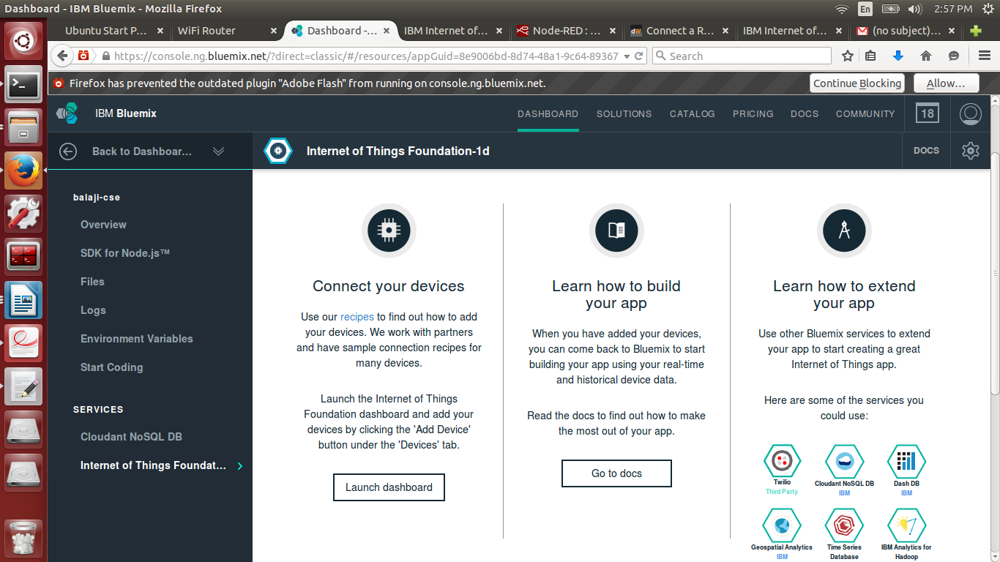 Dashboard - IBM Bluemix - Mozilla Firefox
En
2:57 PM
Ubuntu Start P...
WiFi Router
Dashboard -...
IBM Internet of...
Node-RED : ...
dW
Connect a R...
IBM Internet of...
(no subject)...
https://console.ng.bluemix.net/?direct=classic/#/resources/appGuid=8e9006bd-8d74-48a1-9c64-89367
Search
Firefox has prevented the outdated plugin "Adobe Flash" from running on console.ng.bluemix.net.
Continue Blocking
Allow...
IBM Bluemix
DASHBOARD
SOLUTIONS
CATALOG
PRICING
DOCS
COMMUNITY
18
Back to Dashboar...
Internet of Things Foundation-1d
DOCS
balaji-cse
Overview
SDK for Node.js™
Files
Logs
Environment Variables
Start Coding
SERVICES
Cloudant NoSQL DB
Internet of Things Foundat...
Connect your devices
Use our recipes to find out how to add
your devices. We work with partners
and have sample connection recipes for
many devices.
Launch the Internet of Things
Foundation dashboard and add your
devices by clicking the 'Add Device'
button under the 'Devices' tab.
Launch dashboard
Learn how to build
your app
When you have added your devices,
you can come back to Bluemix to start
building your app using your real-time
and historical device data.
Read the docs to find out how to make
the most out of your app.
Go to docs
Learn how to extend
your app
Use other Bluemix services to extend
your app to start creating a great
Internet of Things app.
Here are some of the services you
could use:
Twilio
Third Party
Cloudant NoSQL DB
IBM
Dash DB
IBM
Geospatial Analytics
IBM
Time Series
Database
IBM Analytics for
Hadoop